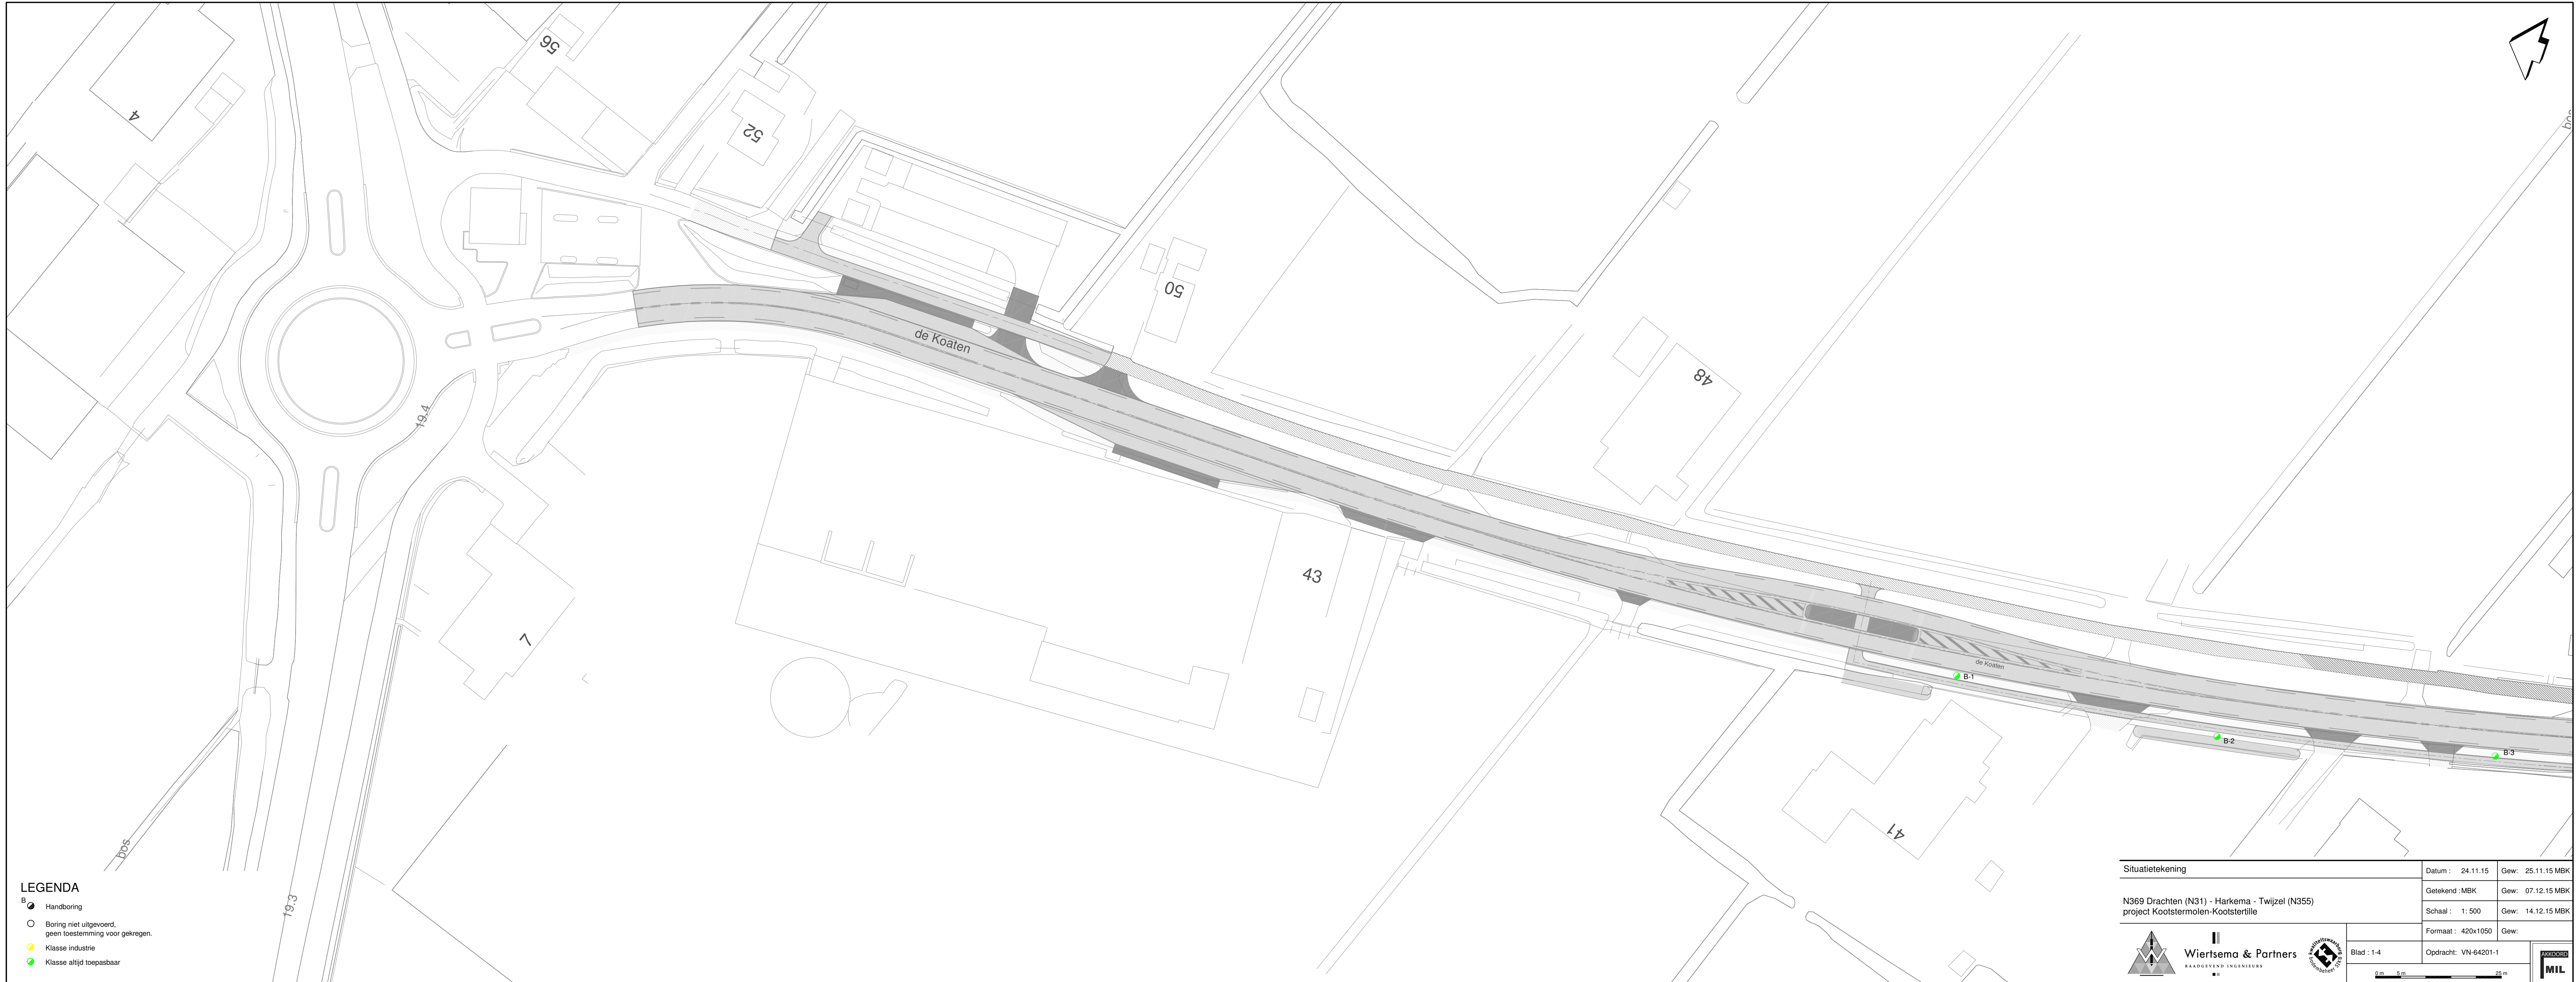 56
4
52
50
de Koaten
48
19.4
43
7
de Koaten
B-1
B-2
B-3
41
bos
19.3
LEGENDA
B
Handboring
Boring niet uitgevoerd,
geen toestemming voor gekregen.
Klasse industrie
Klasse altijd toepasbaar
Situatietekening
N369 Drachten (N31) - Harkema - Twijzel (N355)
project Kootstermolen-Kootstertille
Datum : 24.11.15
Gew: 25.11.15 MBK
Getekend : MBK
Gew: 07.12.15 MBK
Schaal : 1: 500
Gew: 14.12.15 MBK
Formaat : 420x1050
Gew:
Wiertsema & Partners
RAADGEVEND INGENIEURS
Blad : 1-4
Opdracht: VN-64201-1
0 m 5 m 25 m
AKKOORD
MIL